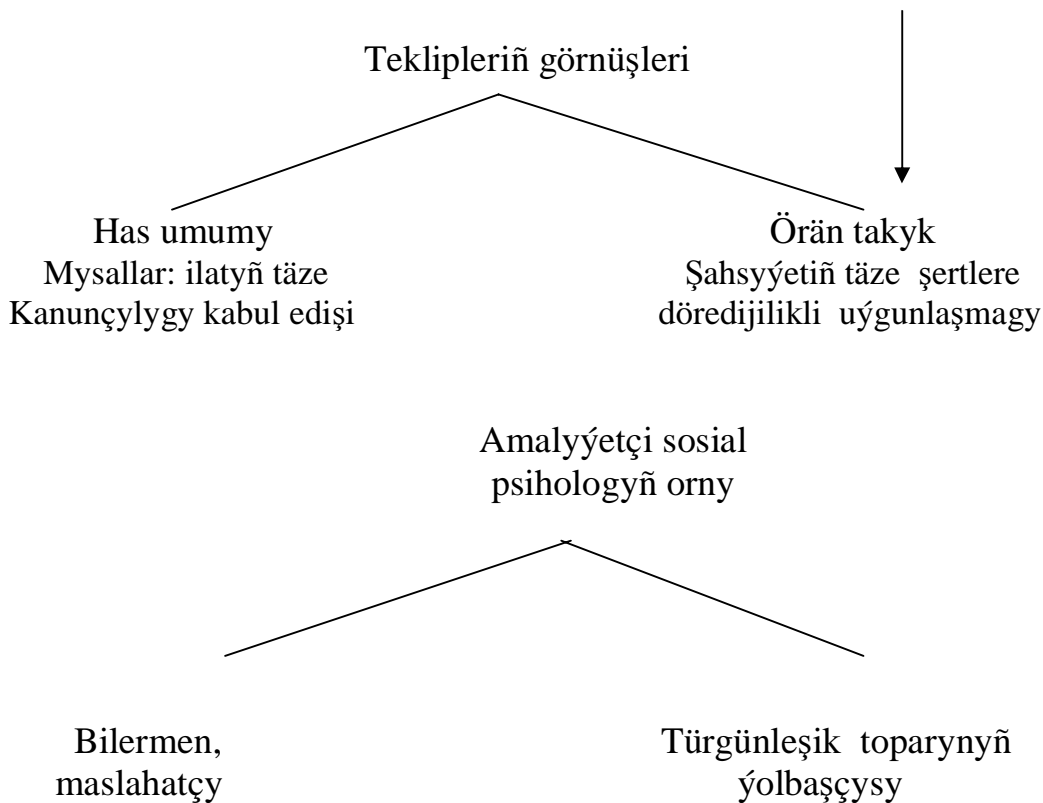 Teklipleriñ görnüşleri
Has umumy
Mysallar: ilatyñ täze
Kanunçylygy kabul edişi
Örän takyk
Şahsyýetiñ täze şertlere
döredijilikli uýgunlaşmagy
Amalyýetçi sosial
psihologyñ orny
Bilermen,
maslahatçy
Türgünleşik toparynyñ
ýolbaşçysy